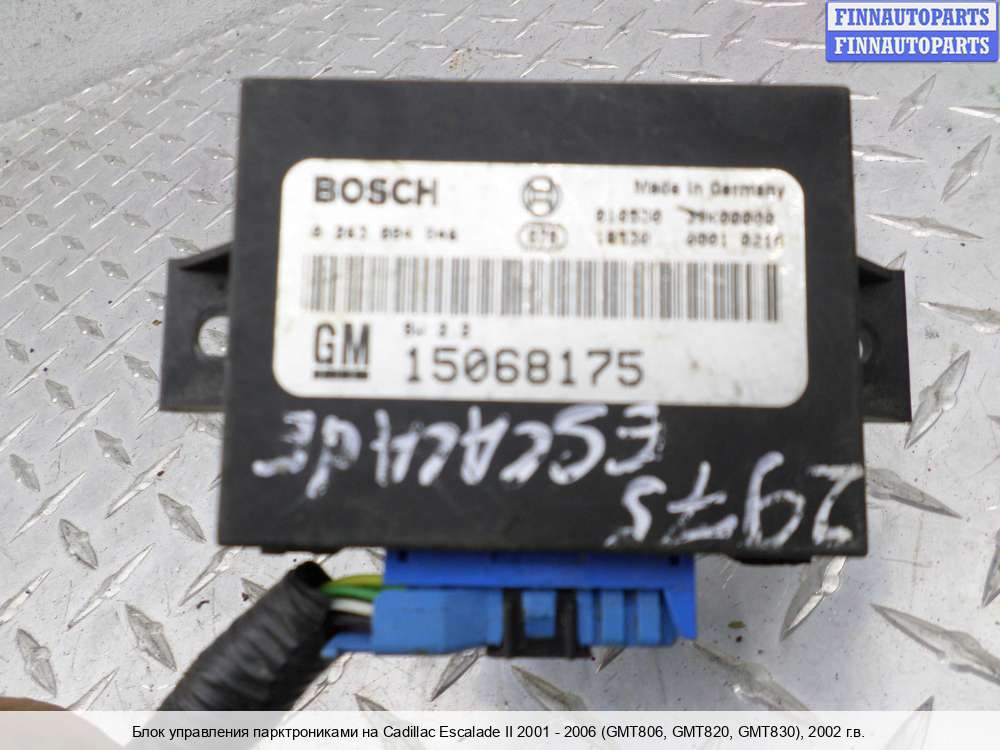 FINNAUTOPARTS
FINNAUTOPARTS
BOSCH
Made in Germany
GM
15068175
ESCALADE
2975
Блок управления парктрониками на Cadillac Escalade II 2001 - 2006 (GMT806, GMT820, GMT830), 2002 г.в.